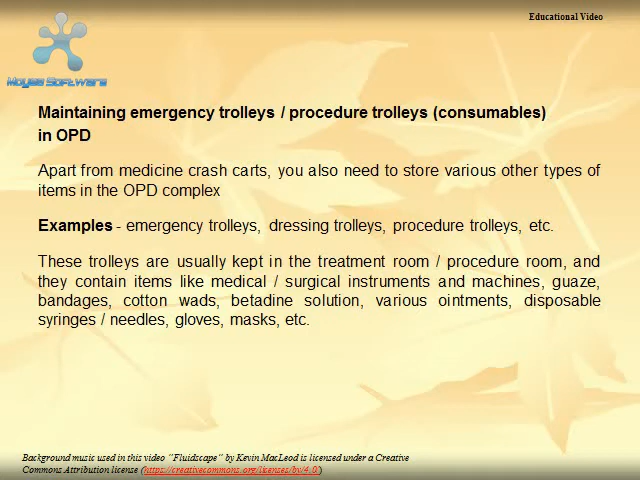 Educational Video
Moyea Software
Maintaining emergency trolleys / procedure trolleys (consumables)
in OPD
Apart from medicine crash carts, you also need to store various other types of
items in the OPD complex
Examples - emergency trolleys, dressing trolleys, procedure trolleys, etc.
These trolleys are usually kept in the treatment room / procedure room, and
they contain items like medical / surgical instruments and machines, guaze,
bandages, cotton wads, betadine solution, various ointments, disposable
syringes / needles, gloves, masks, etc.
Background music used in this video "Fluidscape" by Kevin MacLeod is licensed under a Creative
Commons Attribution license (https://creativecommons.org/licenses/by/4.0/)